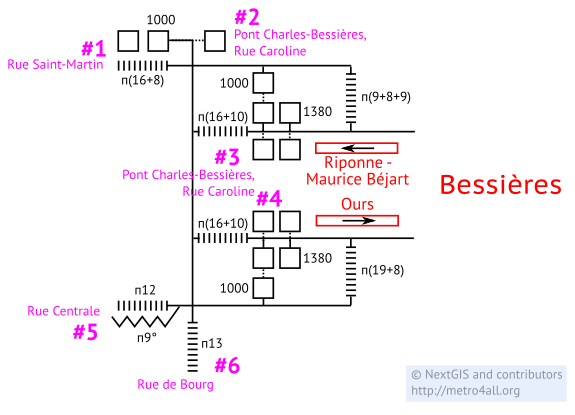 1000
#2
Pont Charles-Bessières,
Rue Caroline
#1
Rue Saint-Martin
п(16+8)
1000
п(9+8+9)
п(16+10)
1380
#3
Pont Charles-Bessières,
Rue Caroline
Riponne -
Maurice Béjart
Bessières
#4
Ours
п(16+10)
1380
п(19+8)
1000
п12
Rue Centrale
#5
п9°
п13
#6
Rue de Bourg
© NextGIS and contributors
http://metro4all.org